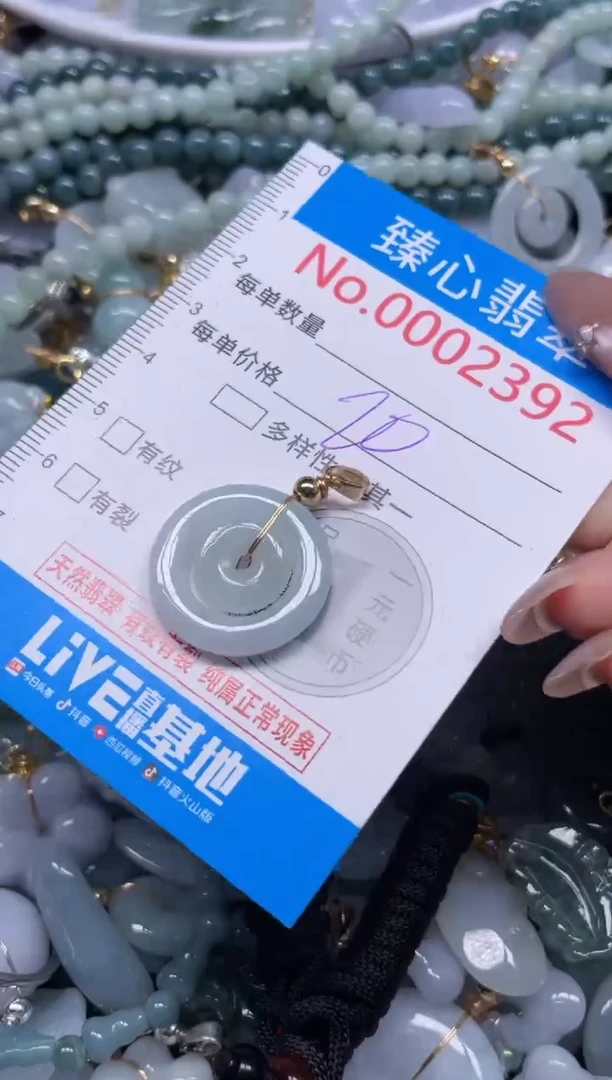 臻心翡翠
No.0002392
0
1
2
3
4
5
6
每单数量
每单价格
10
多样性 其一
有纹
有裂
一元硬币
天然翡翠 有纹有裂 纯属正常现象
LiVE直播基地
今日头条 抖音 西瓜视频 抖音火山版